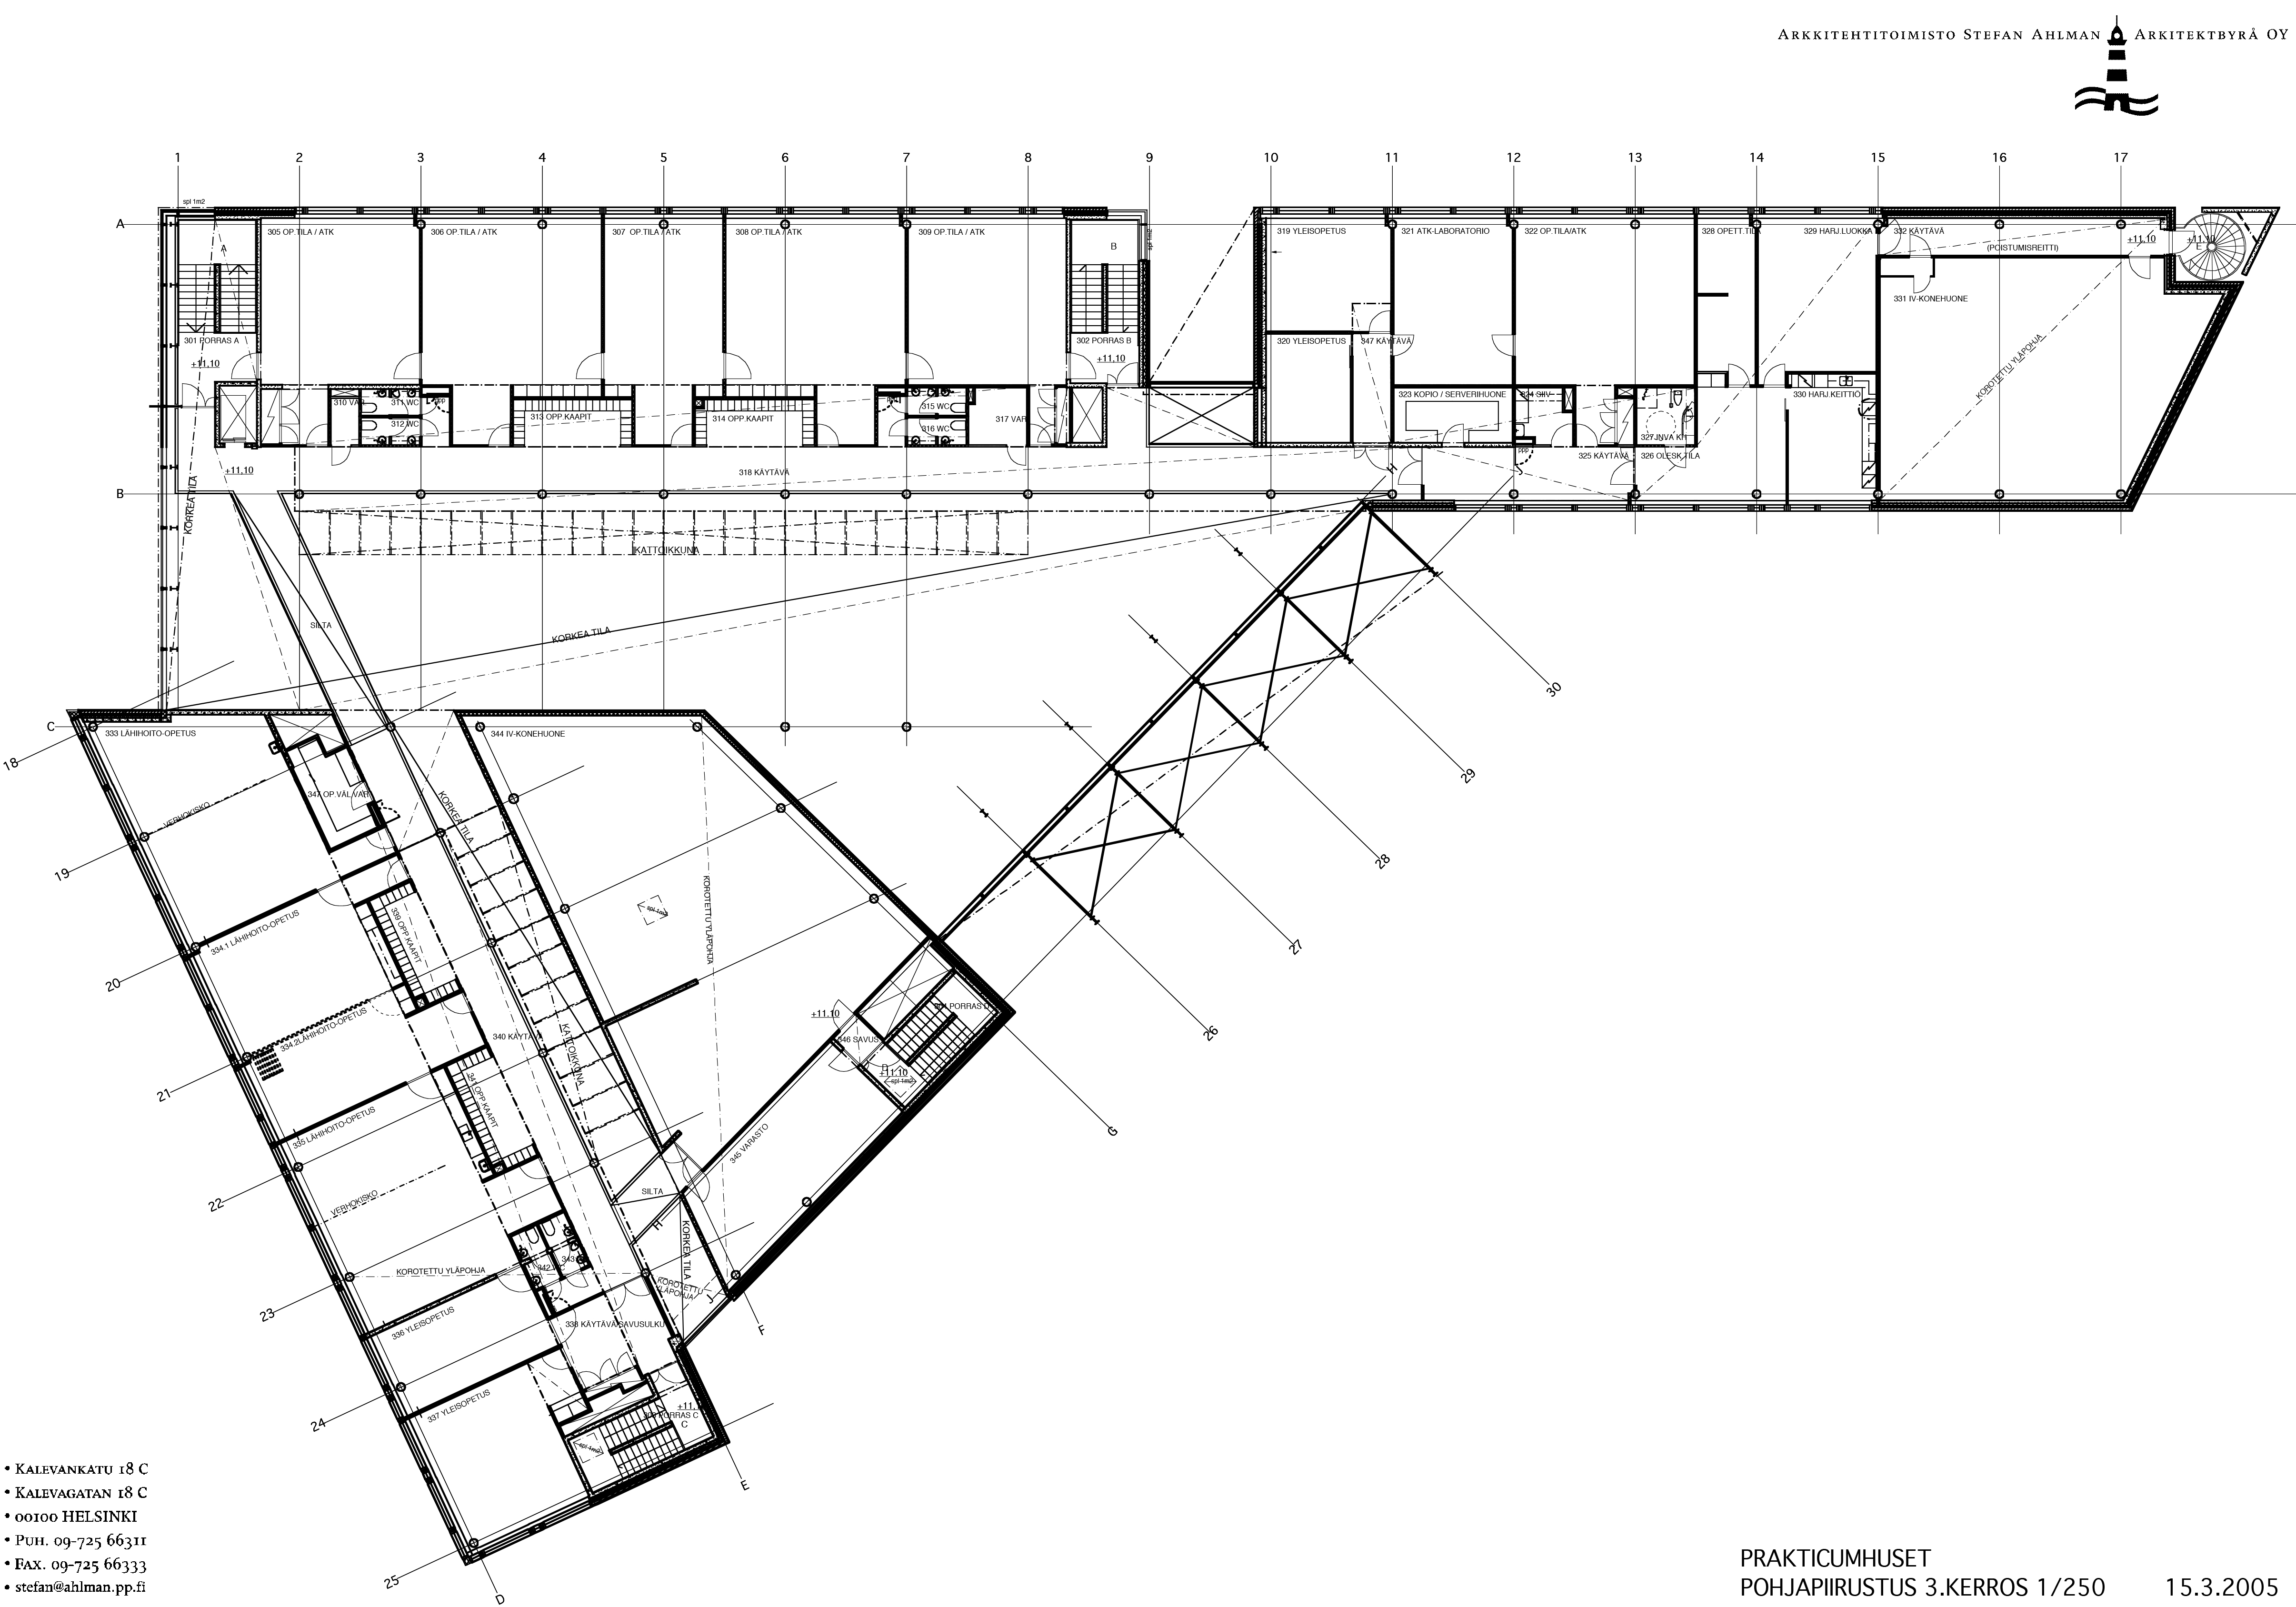 ARKKITEHTITOIMISTO STEFAN AHLMAN ARKITEKTBYRÅ OY
1 2 3 4 5 6 7 8 9 10 11 12 13 14 15 16 17
spl 1m2
A
A
305 OP.TILA / ATK
306 OP.TILA / ATK
307 OP.TILA / ATK
308 OP.TILA / ATK
309 OP.TILA / ATK
B
spl 1m2
319 YLEISOPETUS
321 ATK-LABORATORIO
322 OP.TILA/ATK
328 OPETT.TILA
329 HARJ.LUOKKA
332 KÄYTÄVÄ
(POISTUMISREITTI)
+11.10
+11.10
E
331 IV-KONEHUONE
KOROTETTU YLÄPOHJA
301 PORRAS A
+11.10
302 PORRAS B
+11.10
320 YLEISOPETUS
347 KÄYTÄVÄ
310 VAR
311 WC
312 WC
ppp
313 OPP.KAAPIT
314 OPP.KAAPIT
315 WC
316 WC
317 VAR
323 KOPIO / SERVERIHUONE
324 SIIV
ppp
325 KÄYTÄVÄ
327 INVA
326 OLESK.TILA
330 HARJ.KEITTIÖ
+11.10
318 KÄYTÄVÄ
H
J
B
KORKEA TILA
KATTOIKKUNA
SILTA
KORKEA TILA
30
29
28
27
26
G
C
18
19
20
21
22
23
24
25
333 LÄHIHOITO-OPETUS
344 IV-KONEHUONE
VERHOKISKO
347 OP.VÄL.VAR
KORKEA TILA
KOROTETTU YLÄPOHJA
spl 1m2
334.1 LÄHIHOITO-OPETUS
339 OPP.KAAPIT
334.2LÄHIHOITO-OPETUS
340 KÄYTÄVÄ
KATTOIKKUNA
304 PORRAS D
+11.10
346 SAVUS
D
+11.10
spl 1m2
335 LÄHIHOITO-OPETUS
341 OPP.KAAPIT
345 VARASTO
VERHOKISKO
SILTA
H
KORKEA TILA
342 WC
343
KOROTETTU YLÄPOHJA
KOROTETTU
YLÄPOHJA
J
F
336 YLEISOPETUS
338 KÄYTÄVÄ/SAVUSULKU
337 YLEISOPETUS
303 PORRAS C
C
spl 1m2
E
D
• KALEVANKATU 18 C
• KALEVAGATAN 18 C
• 00100 HELSINKI
• PUH. 09-725 66311
• FAX. 09-725 66333
• stefan@ahlman.pp.fi
PRAKTICUMHUSET
POHJAPIIRUSTUS 3.KERROS 1/250 15.3.2005